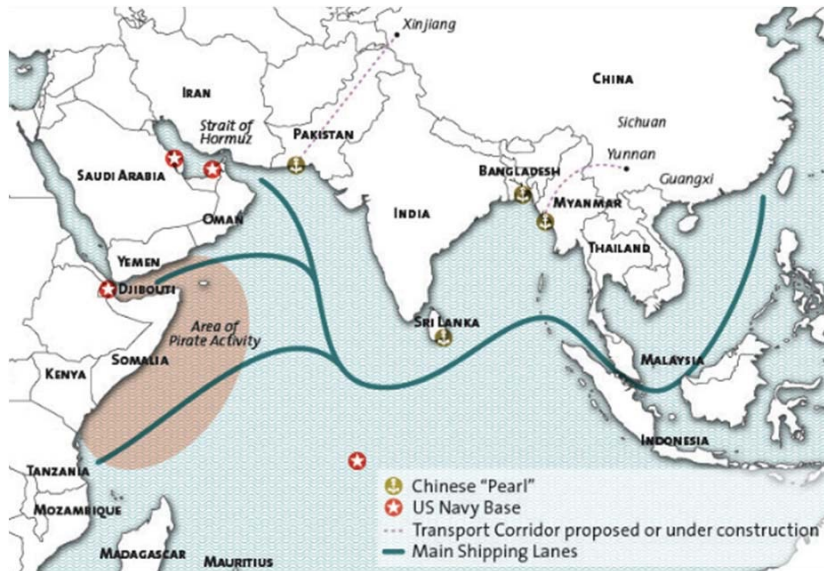 Xinjiang
CHINA
IRAN
Strait of
Hormuz
PAKISTAN
Sichuan
Yunnan
SAUDI ARABIA
BANGLADESH
Guangxi
MYANMAR
INDIA
OMAN
THAILAND
YEMEN
DJIBOUTI
SRI LANKA
Area of
Pirate Activity
SOMALIA
MALAYSIA
KENYA
INDONESIA
TANZANIA
Chinese "Pearl"
MOZAMBIQUE
US Navy Base
Transport Corridor proposed or under construction
MADAGASCAR
MAURITIUS
Main Shipping Lanes